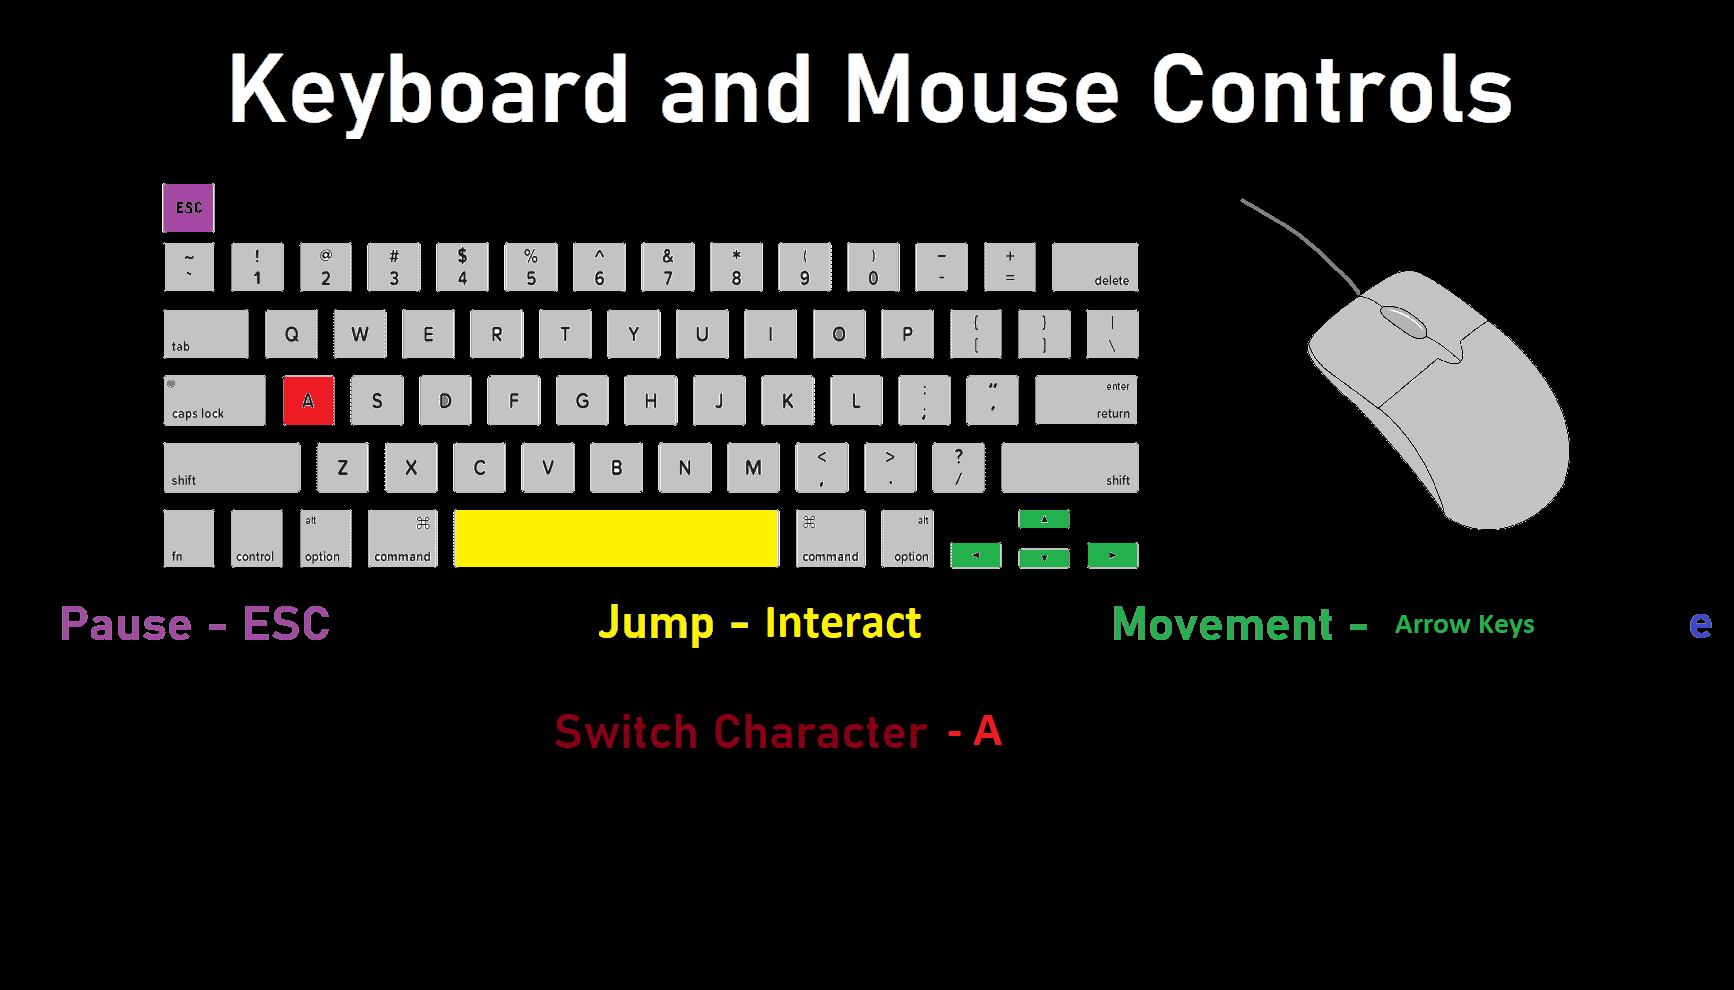 Keyboard and Mouse Controls
ESC
~ ` ! 1 @ 2 # 3 $ 4 % 5 ^ 6 & 7 * 8 ( 9 ) 0 – - + = delete
tab Q W E R T Y U I O P { [ } ] | \
caps lock A S D F G H J K L : ; “ ‘ enter return
shift Z X C V B N M < , > . ? / shift
fn control alt option ⌘ command ⌘ command alt option ▲ ◄ ▼ ►
Pause - ESC Jump - Interact Movement - Arrow Keys e
Switch Character - A